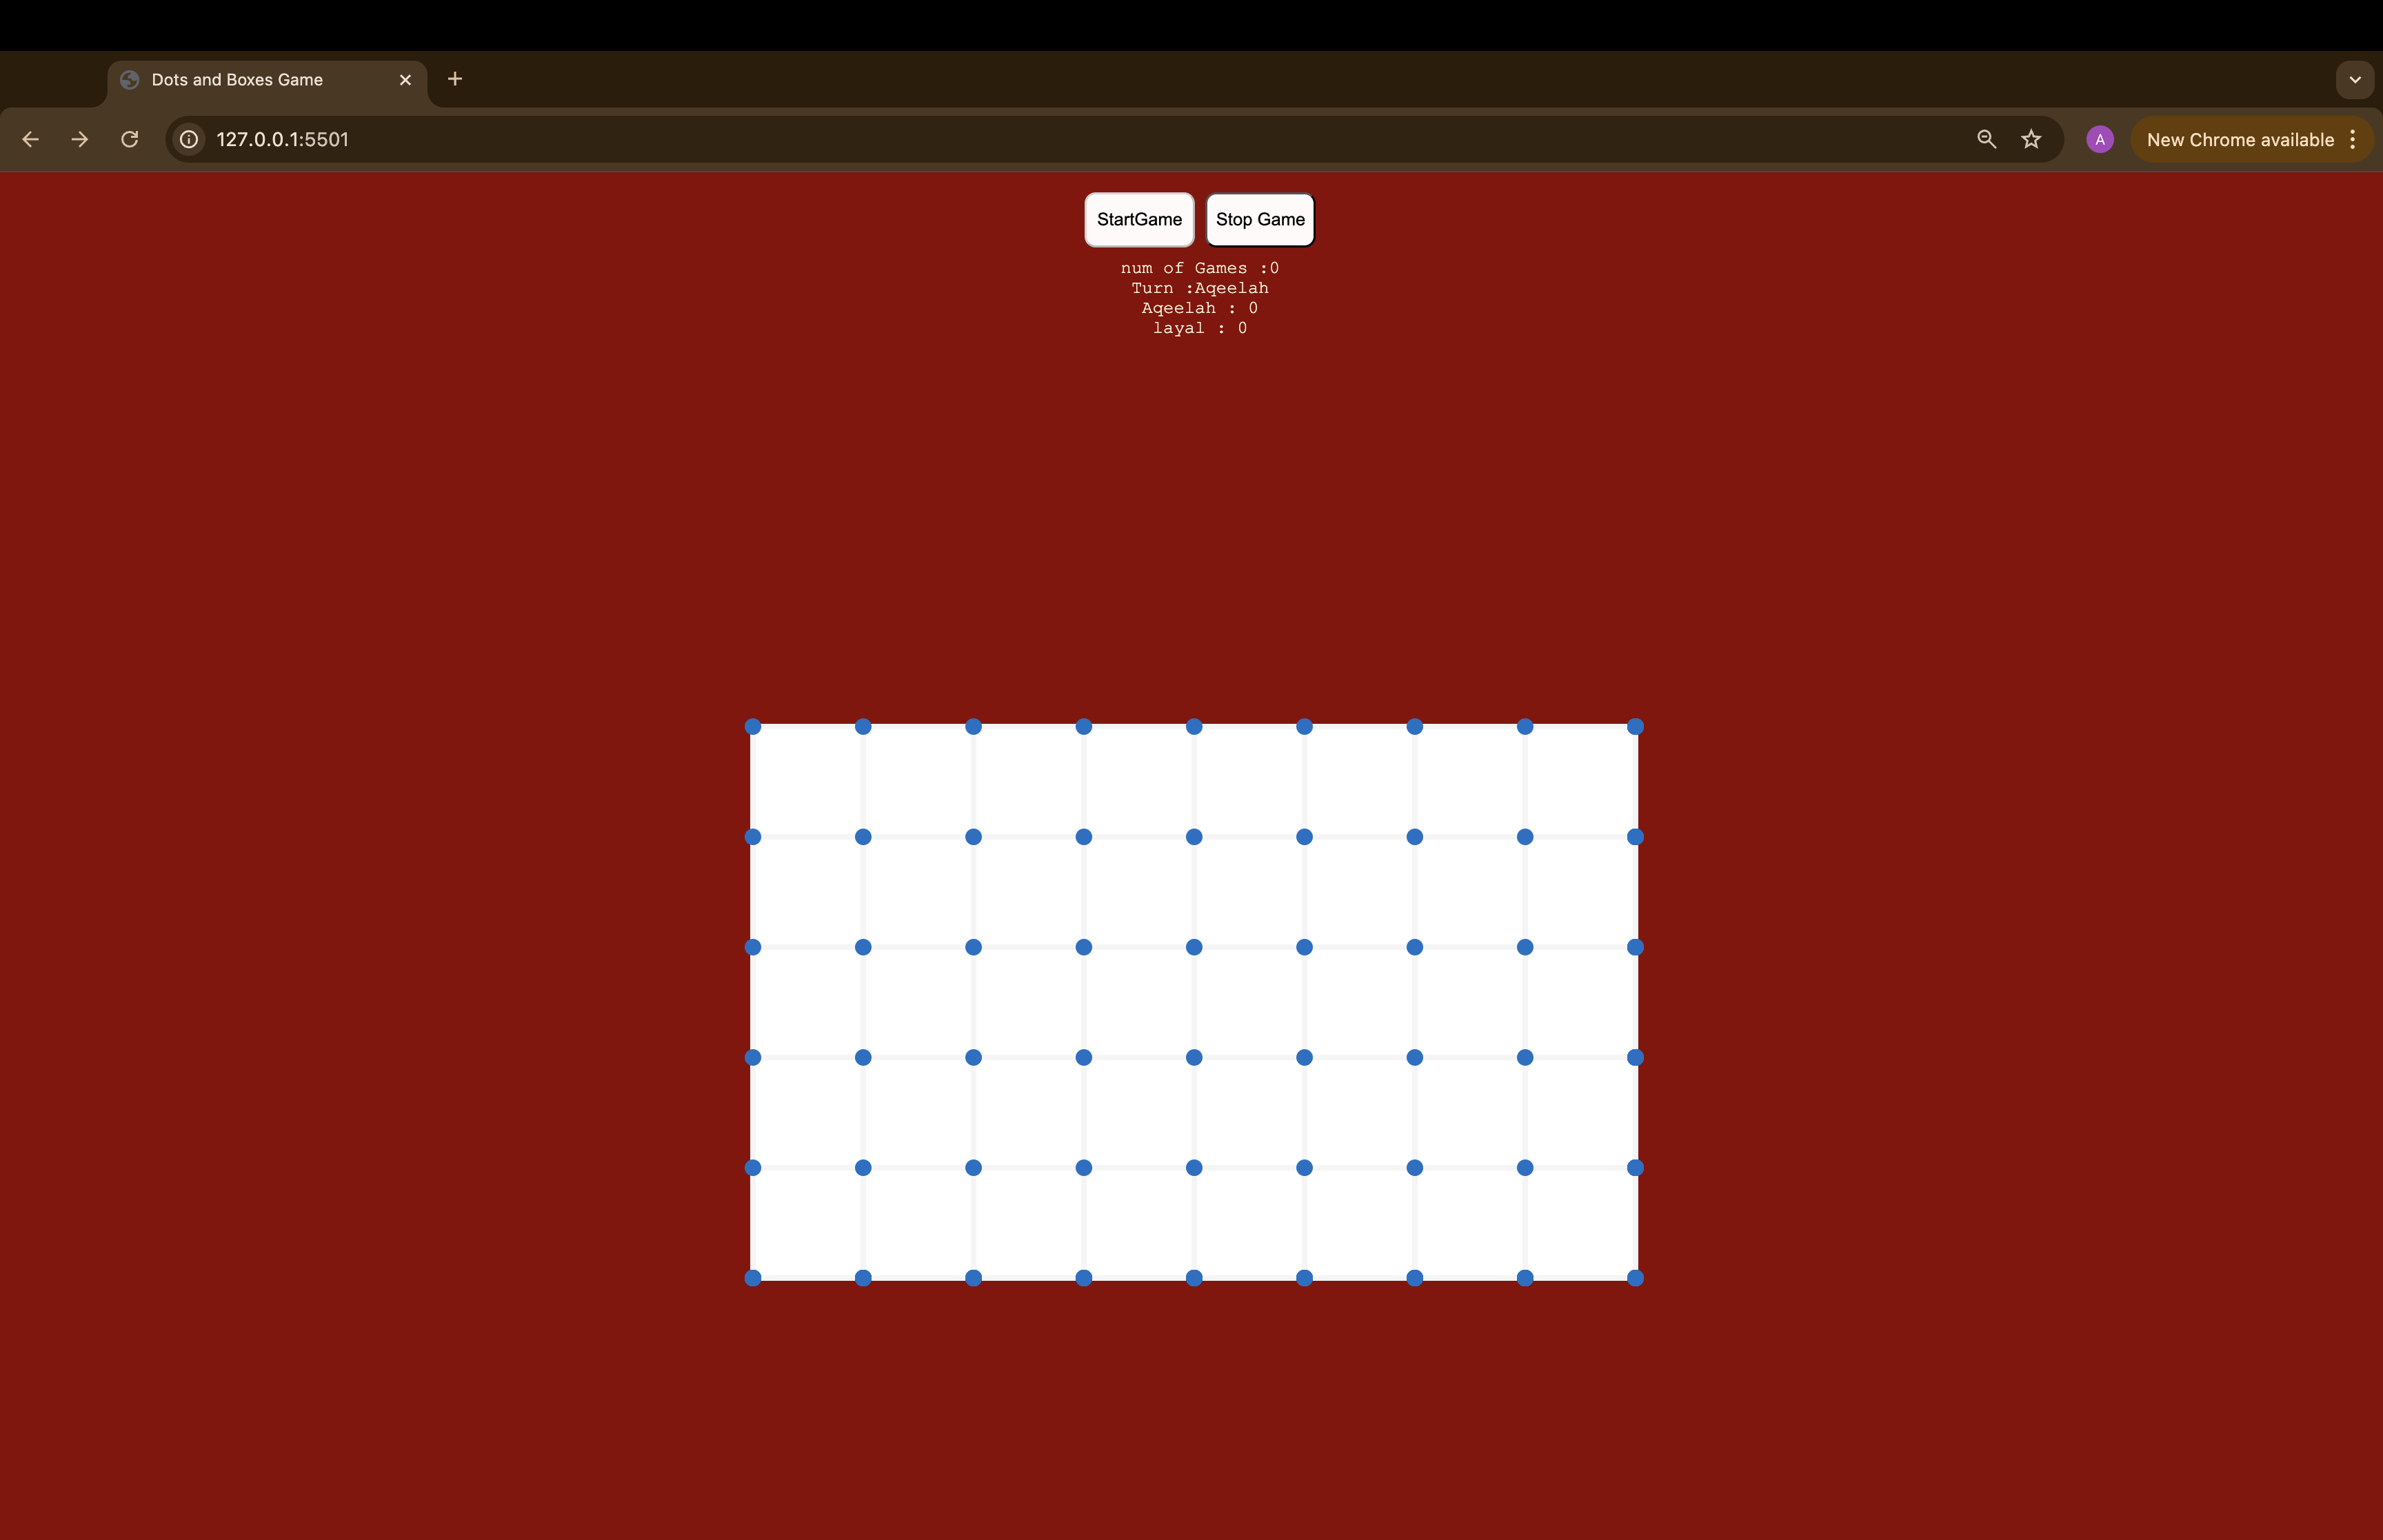 Dots and Boxes Game
127.0.0.1:5501
A
New Chrome available
StartGame
Stop Game
num of Games :0
Turn :Aqeelah
Aqeelah : 0
layal : 0